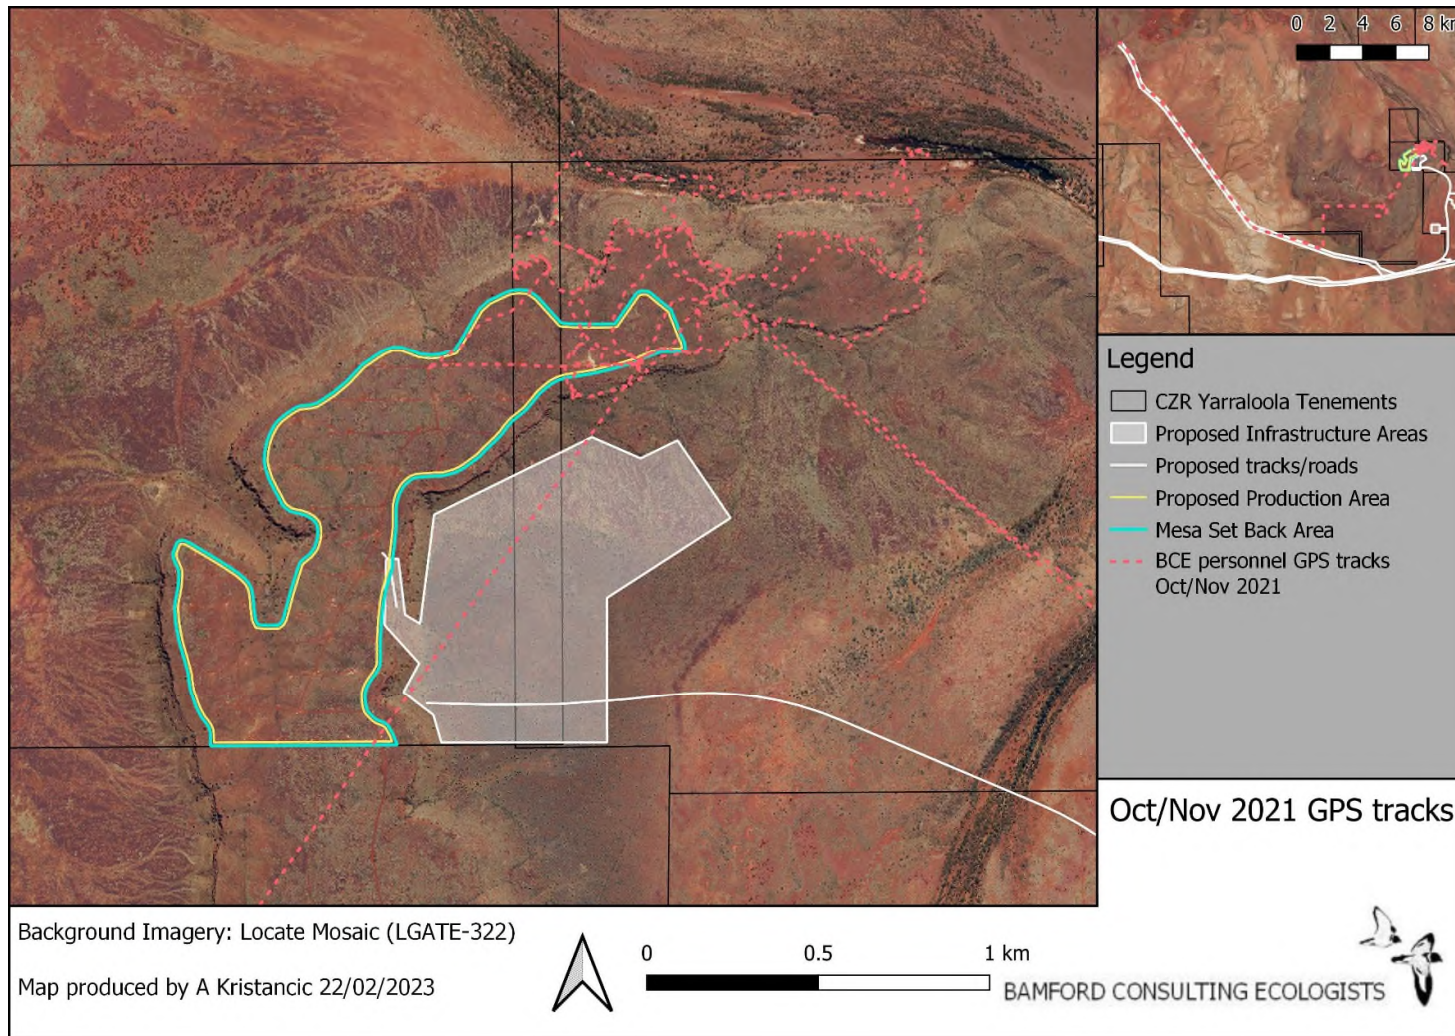 0 2 4 6 8 km
Legend
CZR Yarraloola Tenements
Proposed Infrastructure Areas
Proposed tracks/roads
Proposed Production Area
Mesa Set Back Area
BCE personnel GPS tracks
Oct/Nov 2021
Oct/Nov 2021 GPS tracks
Background Imagery: Locate Mosaic (LGATE-322)
Map produced by A Kristancic 22/02/2023
0 0.5 1 km
BAMFORD CONSULTING ECOLOGISTS